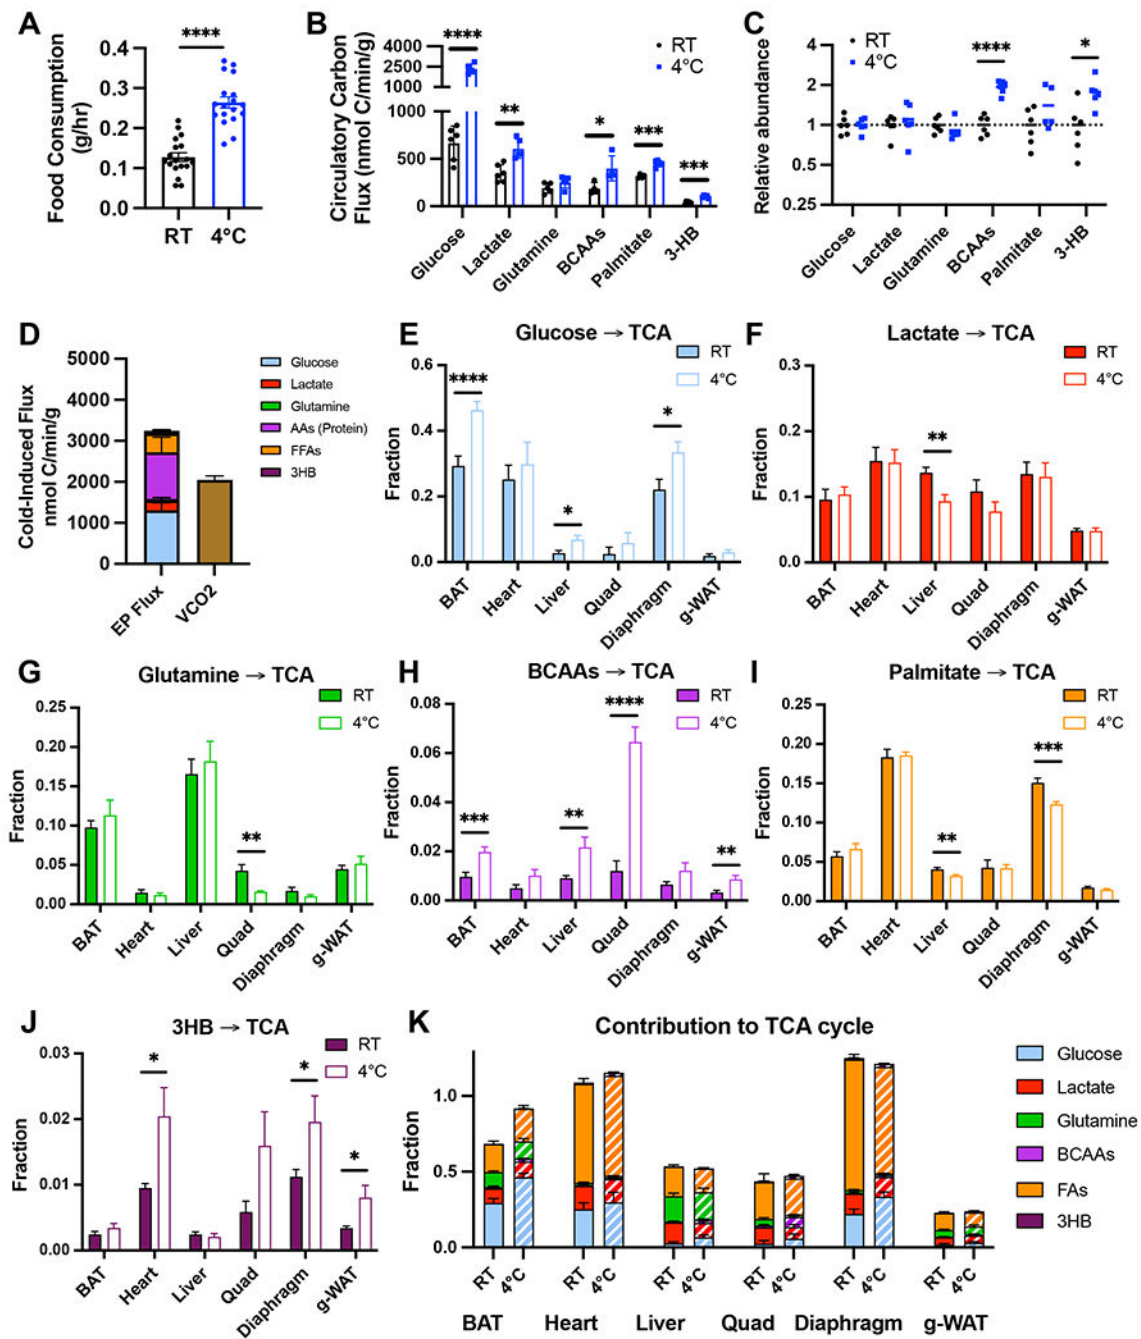 A
Food Consumption
(g/hr)
0.4
0.3
0.2
0.1
0.0
****
RT
4°C
B
Circulatory Carbon
Flux (nmol C/min/g)
4000
2500
1000
500
0
****
**
*
***
***
RT
4°C
Glucose
Lactate
Glutamine
BCAAs
Palmitate
3-HB
C
Relative abundance
4
2
1
0.5
0.25
RT
4°C
****
*
Glucose
Lactate
Glutamine
BCAAs
Palmitate
3-HB
D
Cold-Induced Flux
nmol C/min/g
5000
4000
3000
2000
1000
0
EP Flux
VCO2
Glucose
Lactate
Glutamine
AAs (Protein)
FFAs
3HB
E
Glucose → TCA
RT
4°C
Fraction
0.6
0.4
0.2
0.0
****
*
*
BAT
Heart
Liver
Quad
Diaphragm
g-WAT
F
Lactate → TCA
RT
4°C
Fraction
0.3
0.2
0.1
0.0
**
BAT
Heart
Liver
Quad
Diaphragm
g-WAT
G
Glutamine → TCA
RT
4°C
Fraction
0.25
0.20
0.15
0.10
0.05
0.00
**
BAT
Heart
Liver
Quad
Diaphragm
g-WAT
H
BCAAs → TCA
RT
4°C
Fraction
0.08
0.06
0.04
0.02
0.00
***
**
****
**
BAT
Heart
Liver
Quad
Diaphragm
g-WAT
I
Palmitate → TCA
RT
4°C
Fraction
0.25
0.20
0.15
0.10
0.05
0.00
**
***
BAT
Heart
Liver
Quad
Diaphragm
g-WAT
J
3HB → TCA
RT
4°C
Fraction
0.03
0.02
0.01
0.00
*
*
*
BAT
Heart
Liver
Quad
Diaphragm
g-WAT
K
Contribution to TCA cycle
Fraction
1.0
0.5
0.0
RT 4°C RT 4°C RT 4°C RT 4°C RT 4°C RT 4°C
BAT Heart Liver Quad Diaphragm g-WAT
Glucose
Lactate
Glutamine
BCAAs
FAs
3HB